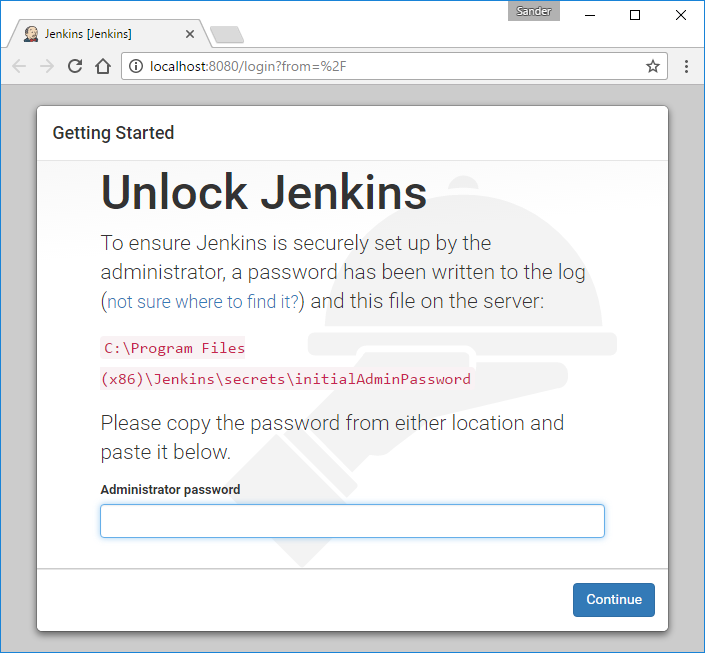 Sander
Jenkins [Jenkins]
localhost:8080/login?from=%2F
Getting Started
Unlock Jenkins
To ensure Jenkins is securely set up by the
administrator, a password has been written to the log
(not sure where to find it?) and this file on the server:
C:\Program Files
(x86)\Jenkins\secrets\initialAdminPassword
Please copy the password from either location and
paste it below.
Administrator password
Continue